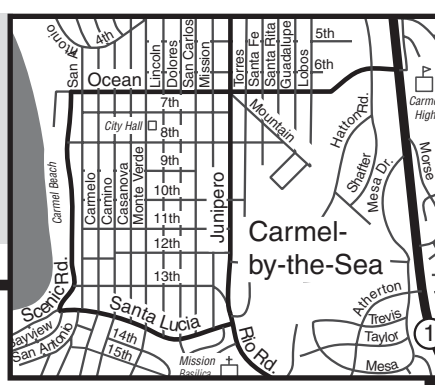 San Antonio
4th
Lincoln
Dolores
San Carlos
Mission
Torres
Santa Fe
Santa Rita
Guadalupe
Lobos
5th
6th
Ocean
7th
City Hall
8th
Mountain
Hatton Rd.
Carmel Beach
Carmelo
Camino
Casanova
Monte Verde
9th
10th
11th
12th
13th
Junipero
Shafter
Mesa Dr.
Morse
High
Carmel-
by-the-Sea
Scenic Rd.
Santa Lucia
Rio Rd.
Atherton
Trevis
Taylor
Mesa
1
Bayview
San Antonio
14th
15th
Mission
Basilica